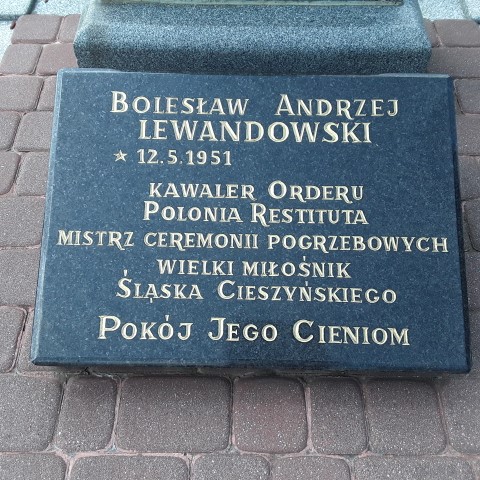 Bolesław Andrzej
LEWANDOWSKI
☆ 12.5.1951
KAWALER ORDERU
POLONIA RESTITUTA
MISTRZ CEREMONII POGRZEBOWYCH
WIELKI MIŁOŚNIK
ŚLĄSKA CIESZYŃSKIEGO
POKÓJ JEGO CIENIOM